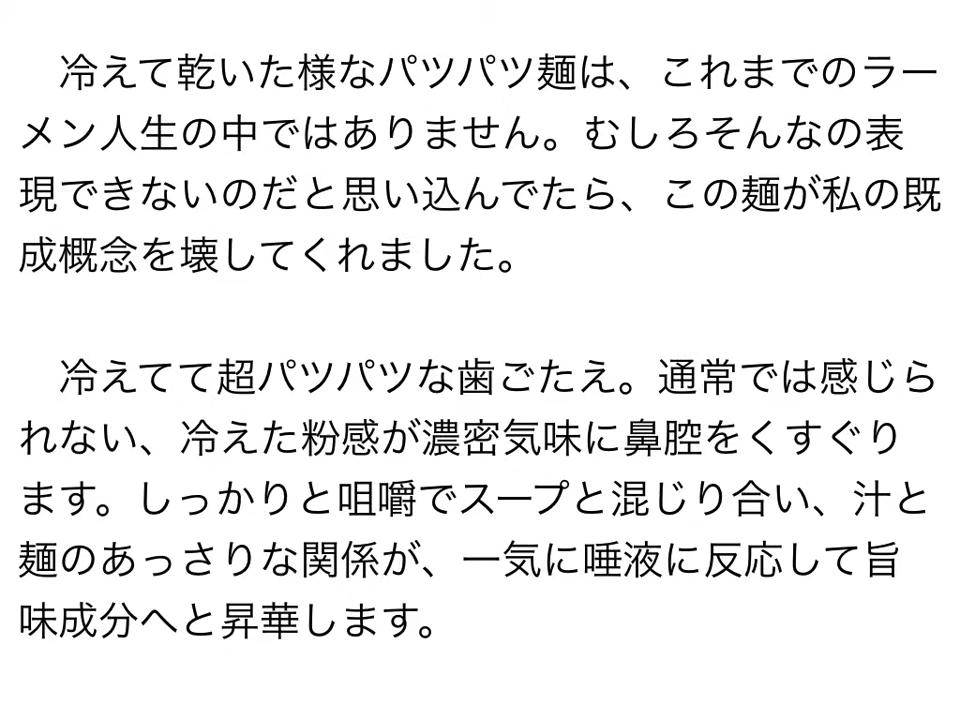 冷えて乾いた様なパツパツ麺は、これまでのラー
メン人生の中ではありません。むしろそんなの表
現できないのだと思い込んでたら、この麺が私の既
成概念を壊してくれました。
　冷えてて超パツパツな歯ごたえ。通常では感じら
れない、冷えた粉感が濃密気味に鼻腔をくすぐり
ます。しっかりと咀嚼でスープと混じり合い、汁と
麺のあっさりな関係が、一気に唾液に反応して旨
味成分へと昇華します。